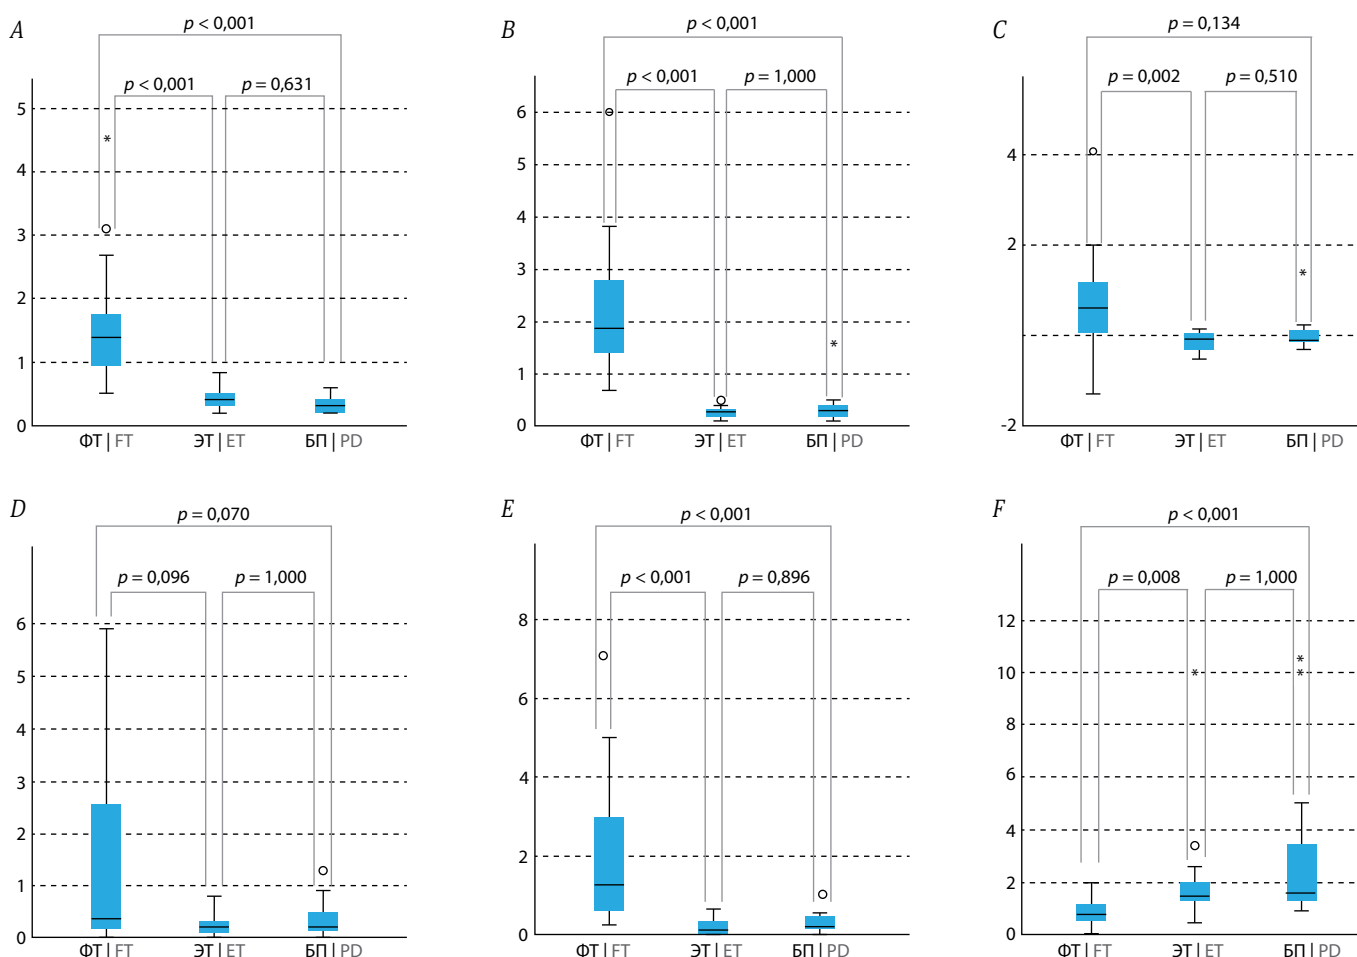 A
p < 0,001
p < 0,001
p = 0,631
5
4
3
2
1
0
ФТ | FT
ЭТ | ET
БП | PD
B
p < 0,001
p < 0,001
p = 1,000
6
5
4
3
2
1
0
ФТ | FT
ЭТ | ET
БП | PD
C
p = 0,134
p = 0,002
p = 0,510
4
2
-2
ФТ | FT
ЭТ | ET
БП | PD
D
p = 0,070
p = 0,096
p = 1,000
6
5
4
3
2
1
0
ФТ | FT
ЭТ | ET
БП | PD
E
p < 0,001
p < 0,001
p = 0,896
8
6
4
2
0
ФТ | FT
ЭТ | ET
БП | PD
F
p < 0,001
p = 0,008
p = 1,000
12
10
8
6
4
2
0
ФТ | FT
ЭТ | ET
БП | PD